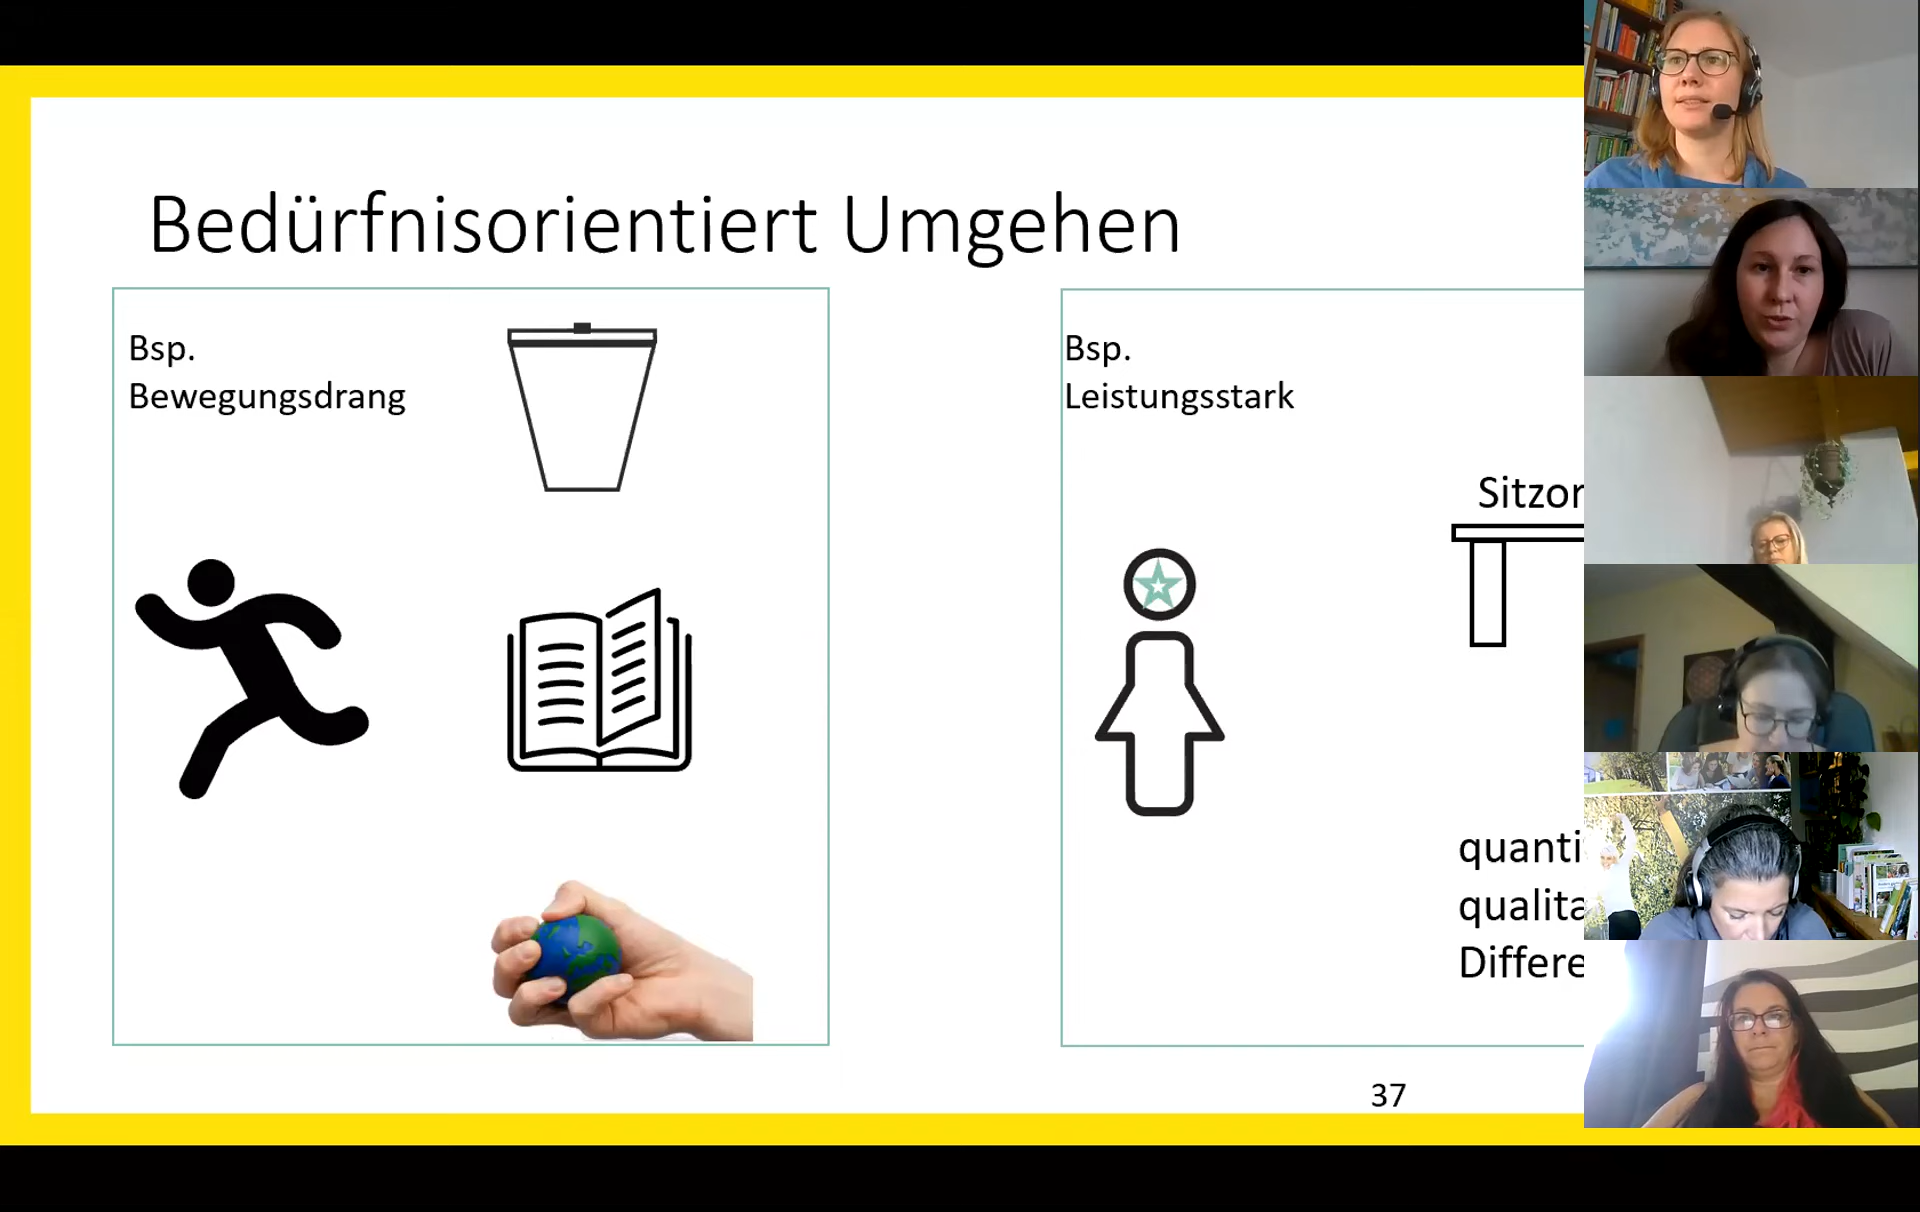 Bedürfnisorientiert Umgehen
Bsp.
Bewegungsdrang
Bsp.
Leistungsstark
Sitzor
quanti
qualita
Differe
37